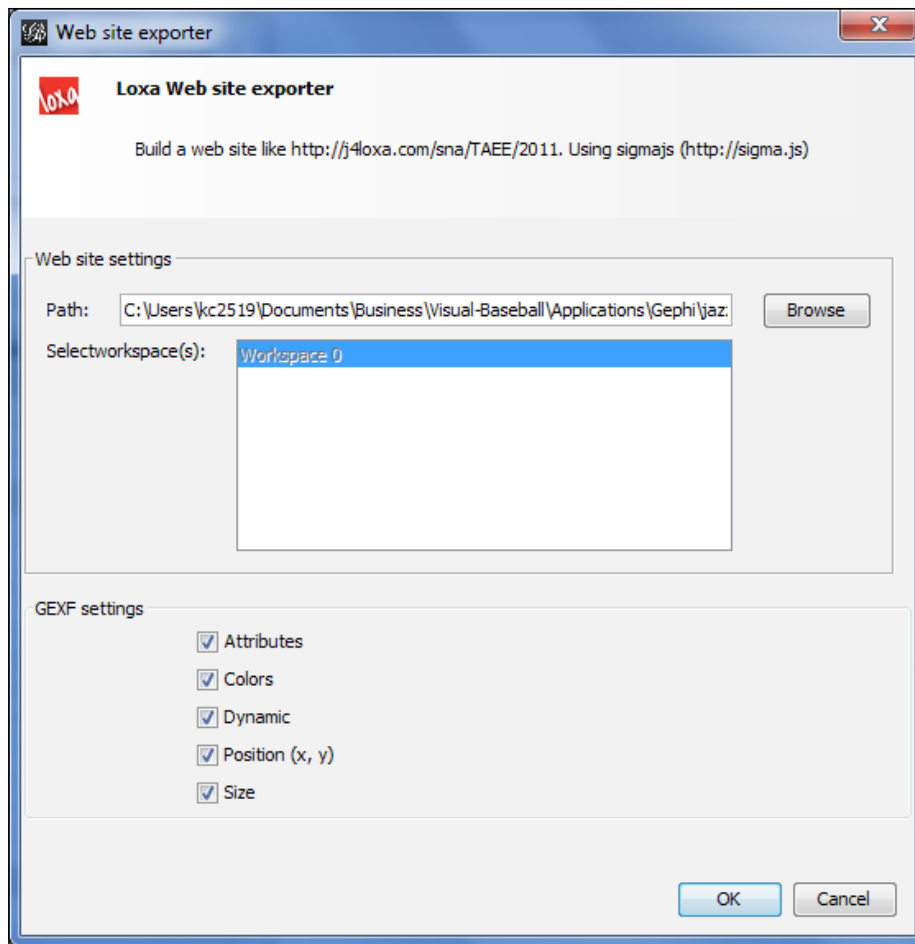 Web site exporter
loxa
Loxa Web site exporter
Build a web site like http://j4loxa.com/sna/TAEE/2011. Using sigmajs (http://sigma.js)
Web site settings
Path: C:\Users\kc2519\Documents\Business\Visual-Baseball\Applications\Gephi\jaz: Browse
Selectworkspace(s): Workspace 0
GEXF settings
Attributes
Colors
Dynamic
Position (x, y)
Size
OK Cancel